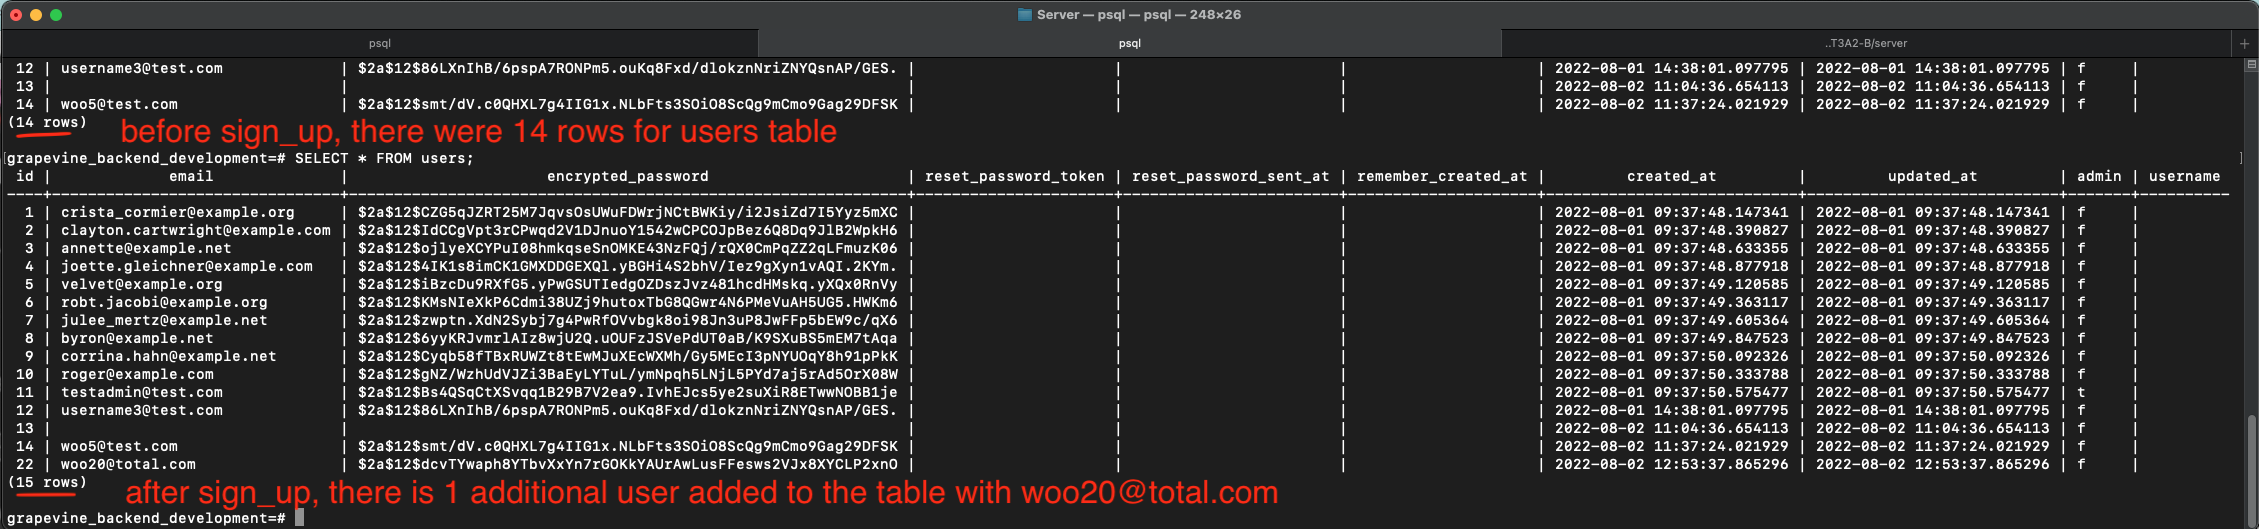 Server — psql — psql — 248×26
psql psql ..T3A2-B/server +
12 | username3@test.com | $2a$12$86LXnIhB/6pspA7RONPm5.ouKq8Fxd/dlokznNriZNYQsnAP/GES. | | | | 2022-08-01 14:38:01.097795 | 2022-08-01 14:38:01.097795 | f |
13 | | | | | | 2022-08-02 11:04:36.654113 | 2022-08-02 11:04:36.654113 | f |
14 | woo5@test.com | $2a$12$smt/dV.c0QHXL7g4IIG1x.NLbFts3SOiO8ScQg9mCmo9Gag29DFSK | | | | 2022-08-02 11:37:24.021929 | 2022-08-02 11:37:24.021929 | f |
(14 rows)
before sign_up, there were 14 rows for users table
[grapevine_backend_development=# SELECT * FROM users; ]
id | email | encrypted_password | reset_password_token | reset_password_sent_at | remember_created_at | created_at | updated_at | admin | username
1 | crista_cormier@example.org | $2a$12$CZG5qJZRT25M7JqvsOsUWuFDWrjNCtBWKiy/i2JsiZd7I5Yyz5mXC | | | | 2022-08-01 09:37:48.147341 | 2022-08-01 09:37:48.147341 | f |
2 | clayton.cartwright@example.com | $2a$12$IdCCgVpt3rCPwqd2V1DJnuoY1542wCPCOJpBez6Q8Dq9JlB2WpkH6 | | | | 2022-08-01 09:37:48.390827 | 2022-08-01 09:37:48.390827 | f |
3 | annette@example.net | $2a$12$ojlyeXCYPuI08hmkqseSnOMKE43NzFQj/rQX0CmPqZZ2qLFmuzK06 | | | | 2022-08-01 09:37:48.633355 | 2022-08-01 09:37:48.633355 | f |
4 | joette.gleichner@example.com | $2a$12$4IK1s8imCK1GMXDDGEXQl.yBGHi4S2bhV/Iez9gXyn1vAQI.2KYm. | | | | 2022-08-01 09:37:48.877918 | 2022-08-01 09:37:48.877918 | f |
5 | velvet@example.org | $2a$12$iBzcDu9RXfG5.yPwGSUTIedgOZDszJvz481hcdHMskq.yXQx0RnVy | | | | 2022-08-01 09:37:49.120585 | 2022-08-01 09:37:49.120585 | f |
6 | robt.jacobi@example.org | $2a$12$KMsNIeXkP6Cdmi38UZj9hutoxTbG8QGwr4N6PMeVuAH5UG5.HWKm6 | | | | 2022-08-01 09:37:49.363117 | 2022-08-01 09:37:49.363117 | f |
7 | julee_mertz@example.net | $2a$12$zwptn.XdN2Sybj7g4PwRfOVvbgk8oi98Jn3uP8JwFFp5bEW9c/qX6 | | | | 2022-08-01 09:37:49.605364 | 2022-08-01 09:37:49.605364 | f |
8 | byron@example.net | $2a$12$6yyKRJvmrlAIz8wjU2Q.uOUFzJSVePdUT0aB/K9SXuBS5mEM7tAqa | | | | 2022-08-01 09:37:49.847523 | 2022-08-01 09:37:49.847523 | f |
9 | corrina.hahn@example.net | $2a$12$Cyqb58fTBxRUWZt8tEwMJuXEcWXMh/Gy5MEcI3pNYUOqY8h91pPkK | | | | 2022-08-01 09:37:50.092326 | 2022-08-01 09:37:50.092326 | f |
10 | roger@example.com | $2a$12$gNZ/WzhUdVJZi3BaEyLYTuL/ymNpqh5LNjL5PYd7aj5rAd5OrX08W | | | | 2022-08-01 09:37:50.333788 | 2022-08-01 09:37:50.333788 | f |
11 | testadmin@test.com | $2a$12$Bs4QSqCtXSvqq1B29B7V2ea9.IvhEJcs5ye2suXiR8ETwwNOBB1je | | | | 2022-08-01 09:37:50.575477 | 2022-08-01 09:37:50.575477 | t |
12 | username3@test.com | $2a$12$86LXnIhB/6pspA7RONPm5.ouKq8Fxd/dlokznNriZNYQsnAP/GES. | | | | 2022-08-01 14:38:01.097795 | 2022-08-01 14:38:01.097795 | f |
13 | | | | | | 2022-08-02 11:04:36.654113 | 2022-08-02 11:04:36.654113 | f |
14 | woo5@test.com | $2a$12$smt/dV.c0QHXL7g4IIG1x.NLbFts3SOiO8ScQg9mCmo9Gag29DFSK | | | | 2022-08-02 11:37:24.021929 | 2022-08-02 11:37:24.021929 | f |
22 | woo20@total.com | $2a$12$dcvTYwaph8YTbvXxYn7rGOKkYAUrAwLusFFesws2VJx8XYCLP2xnO | | | | 2022-08-02 12:53:37.865296 | 2022-08-02 12:53:37.865296 | f |
(15 rows)
after sign_up, there is 1 additional user added to the table with woo20@total.com
grapevine_backend_development=#